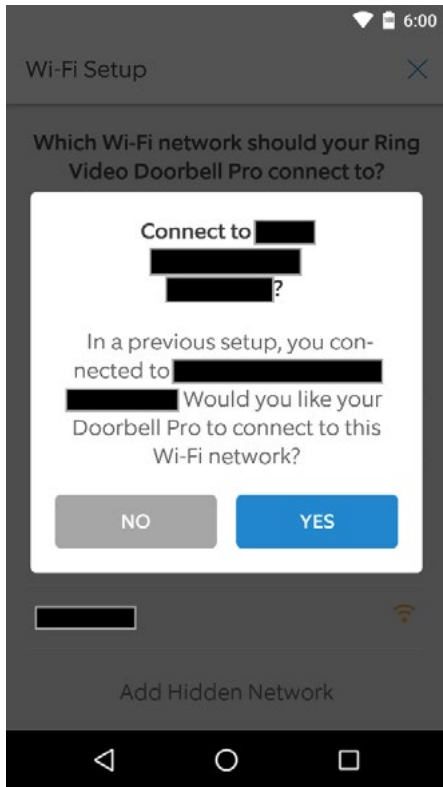 6:00
Wi-Fi Setup
Which Wi-Fi network should your Ring
Video Doorbell Pro connect to?
Connect to
?
In a previous setup, you con-
nected to
Would you like your
Doorbell Pro to connect to this
Wi-Fi network?
NO YES
Add Hidden Network